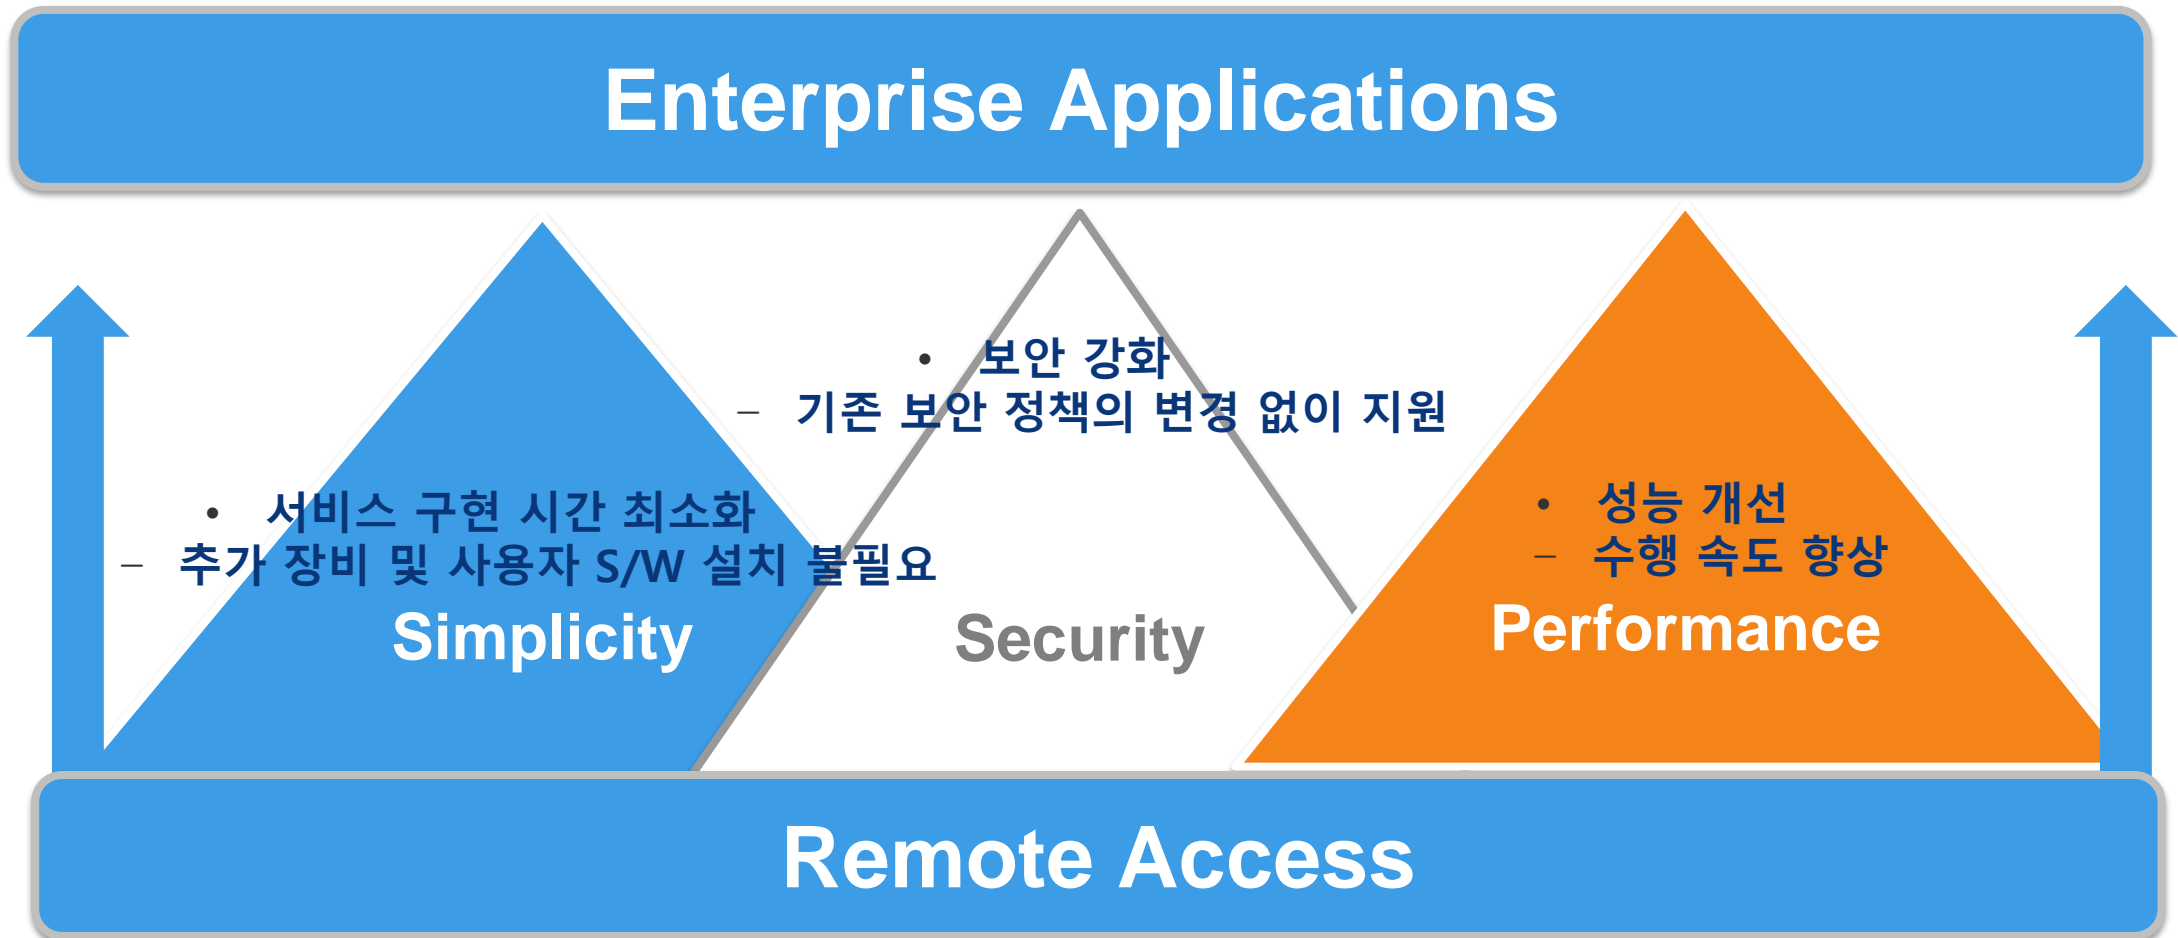 Enterprise Applications
• 보안 강화
– 기존 보안 정책의 변경 없이 지원
• 서비스 구현 시간 최소화
– 추가 장비 및 사용자 S/W 설치 불필요
• 성능 개선
– 수행 속도 향상
Simplicity
Security
Performance
Remote Access